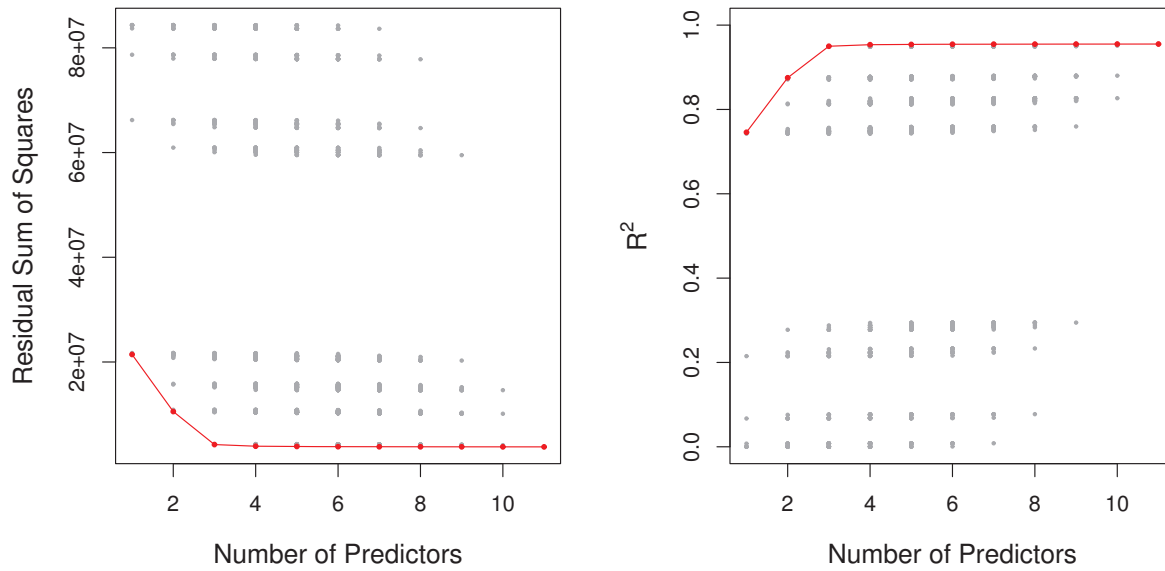 Residual Sum of Squares
8e+07
6e+07
4e+07
2e+07
2 4 6 8 10
Number of Predictors
R²
1.0
0.8
0.6
0.4
0.2
0.0
2 4 6 8 10
Number of Predictors